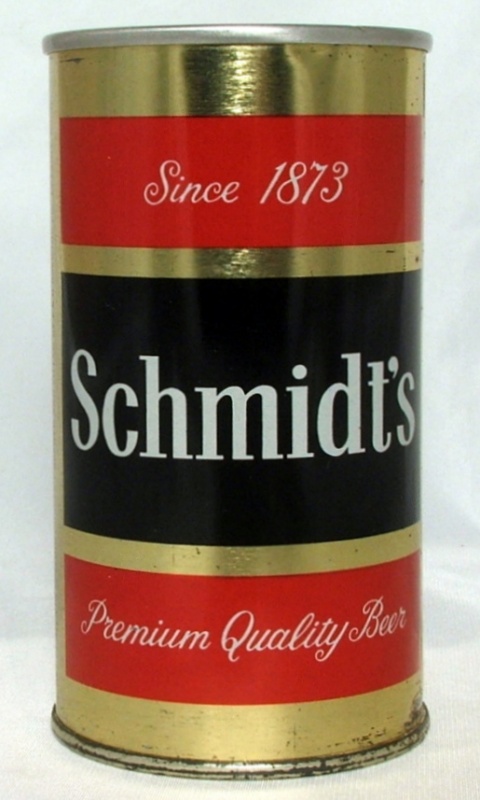 Since 1873
Schmidt's
Premium Quality Beer